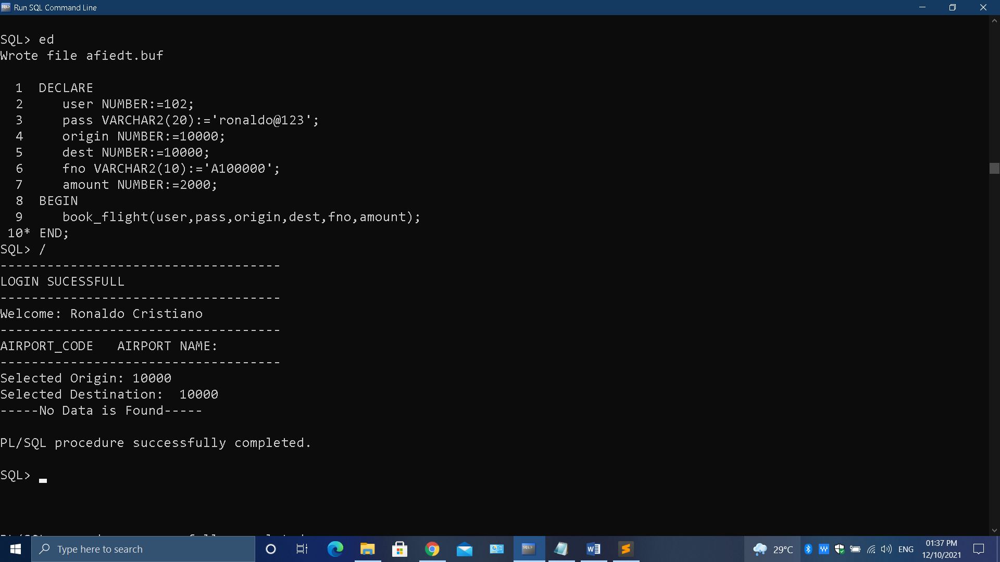 Run SQL Command Line
SQL> ed
Wrote file afiedt.buf
1 DECLARE
2 user NUMBER:=102;
3 pass VARCHAR2(20):='ronaldo@123';
4 origin NUMBER:=10000;
5 dest NUMBER:=10000;
6 fno VARCHAR2(10):='A100000';
7 amount NUMBER:=2000;
8 BEGIN
9 book_flight(user,pass,origin,dest,fno,amount);
10* END;
SQL> /
------------------------------------
LOGIN SUCESSFULL
------------------------------------
Welcome: Ronaldo Cristiano
------------------------------------
AIRPORT_CODE AIRPORT NAME:
------------------------------------
Selected Origin: 10000
Selected Destination: 10000
-----No Data is Found-----
PL/SQL procedure successfully completed.
SQL>
Type here to search
29°C
ENG
01:37 PM
12/10/2021